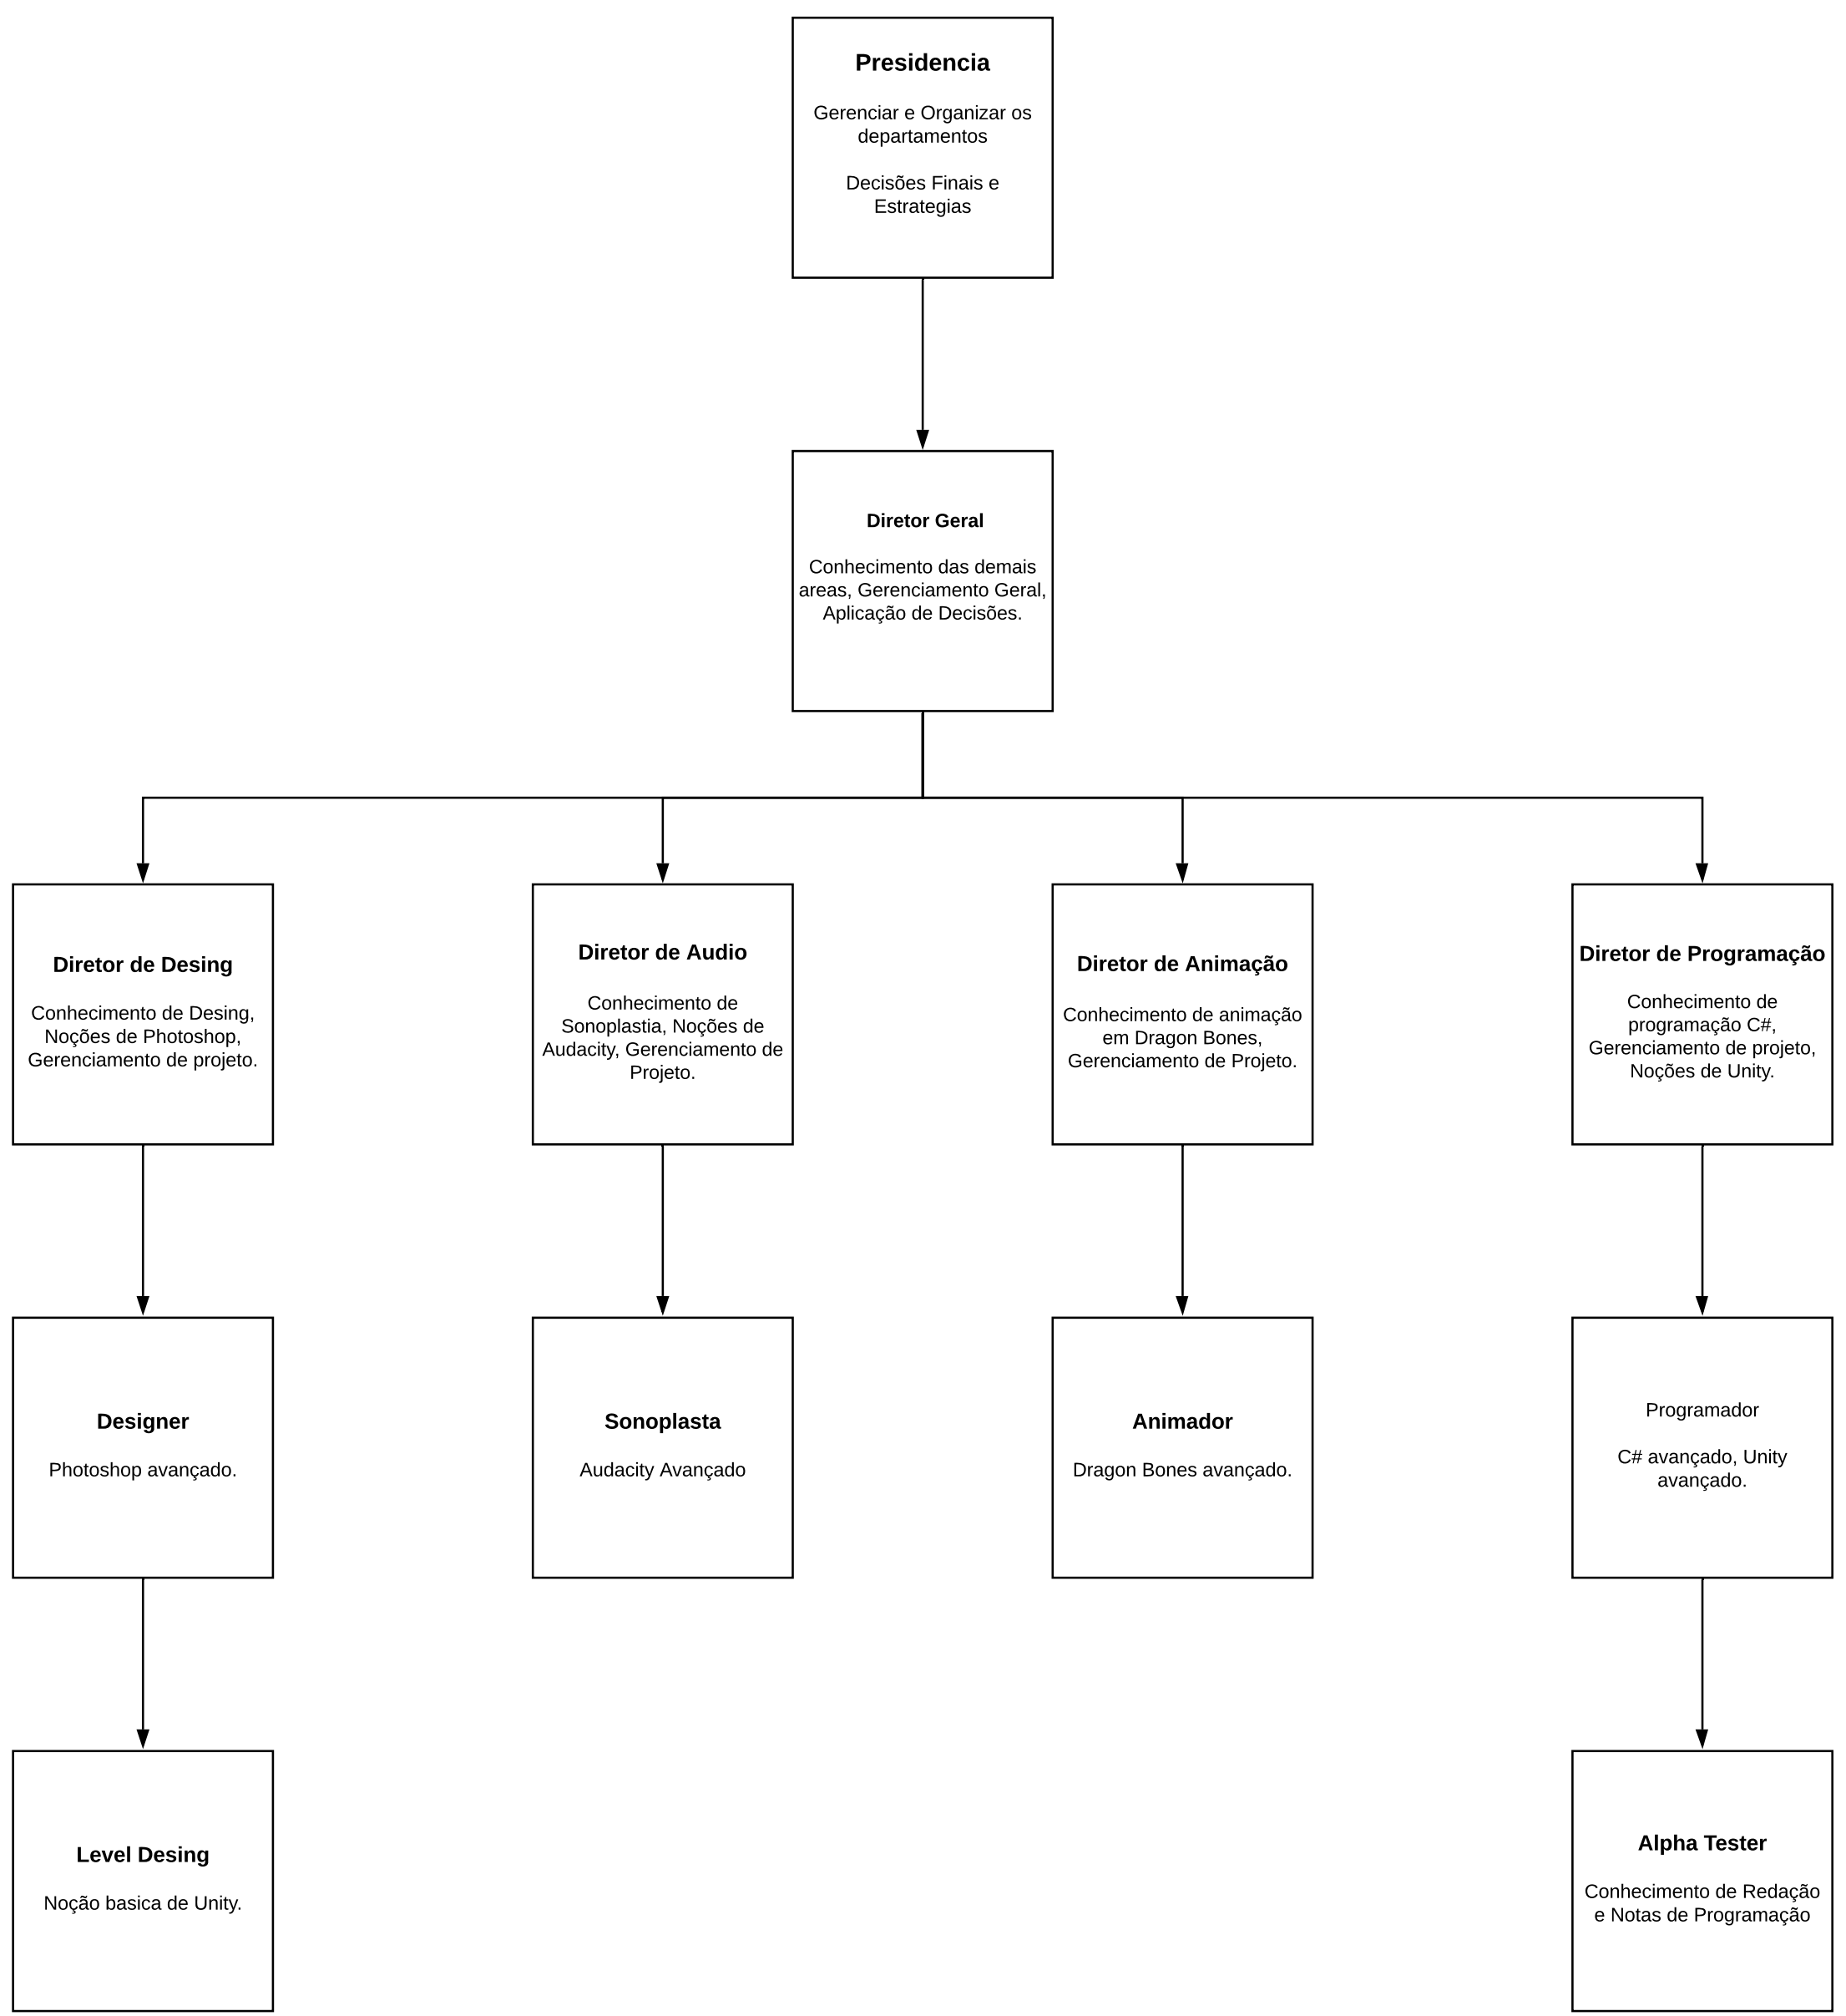 Presidencia
Gerenciar e Organizar os
departamentos
Decisões Finais e
Estrategias
Diretor Geral
Conhecimento das demais
areas, Gerenciamento Geral,
Aplicação de Decisões.
Diretor de Desing
Conhecimento de Desing,
Noções de Photoshop,
Gerenciamento de projeto.
Diretor de Audio
Conhecimento de
Sonoplastia, Noções de
Audacity, Gerenciamento de
Projeto.
Diretor de Animação
Conhecimento de animação
em Dragon Bones,
Gerenciamento de Projeto.
Diretor de Programação
Conhecimento de
programação C#,
Gerenciamento de projeto,
Noções de Unity.
Designer
Photoshop avançado.
Sonoplasta
Audacity Avançado
Animador
Dragon Bones avançado.
Programador
C# avançado, Unity
avançado.
Level Desing
Noção basica de Unity.
Alpha Tester
Conhecimento de Redação
e Notas de Programação